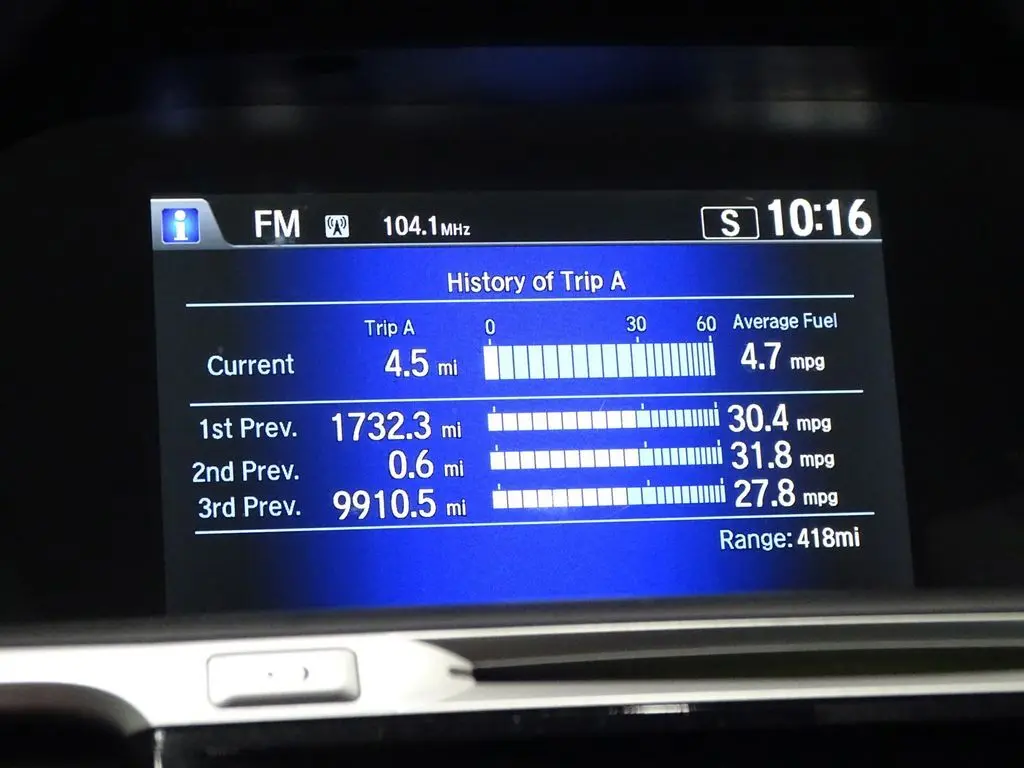 i FM 104.1MHz S 10:16
History of Trip A
Trip A 0 30 60 Average Fuel
Current 4.5 mi 4.7 mpg
1st Prev. 1732.3 mi 30.4 mpg
2nd Prev. 0.6 mi 31.8 mpg
3rd Prev. 9910.5 mi 27.8 mpg
Range: 418mi